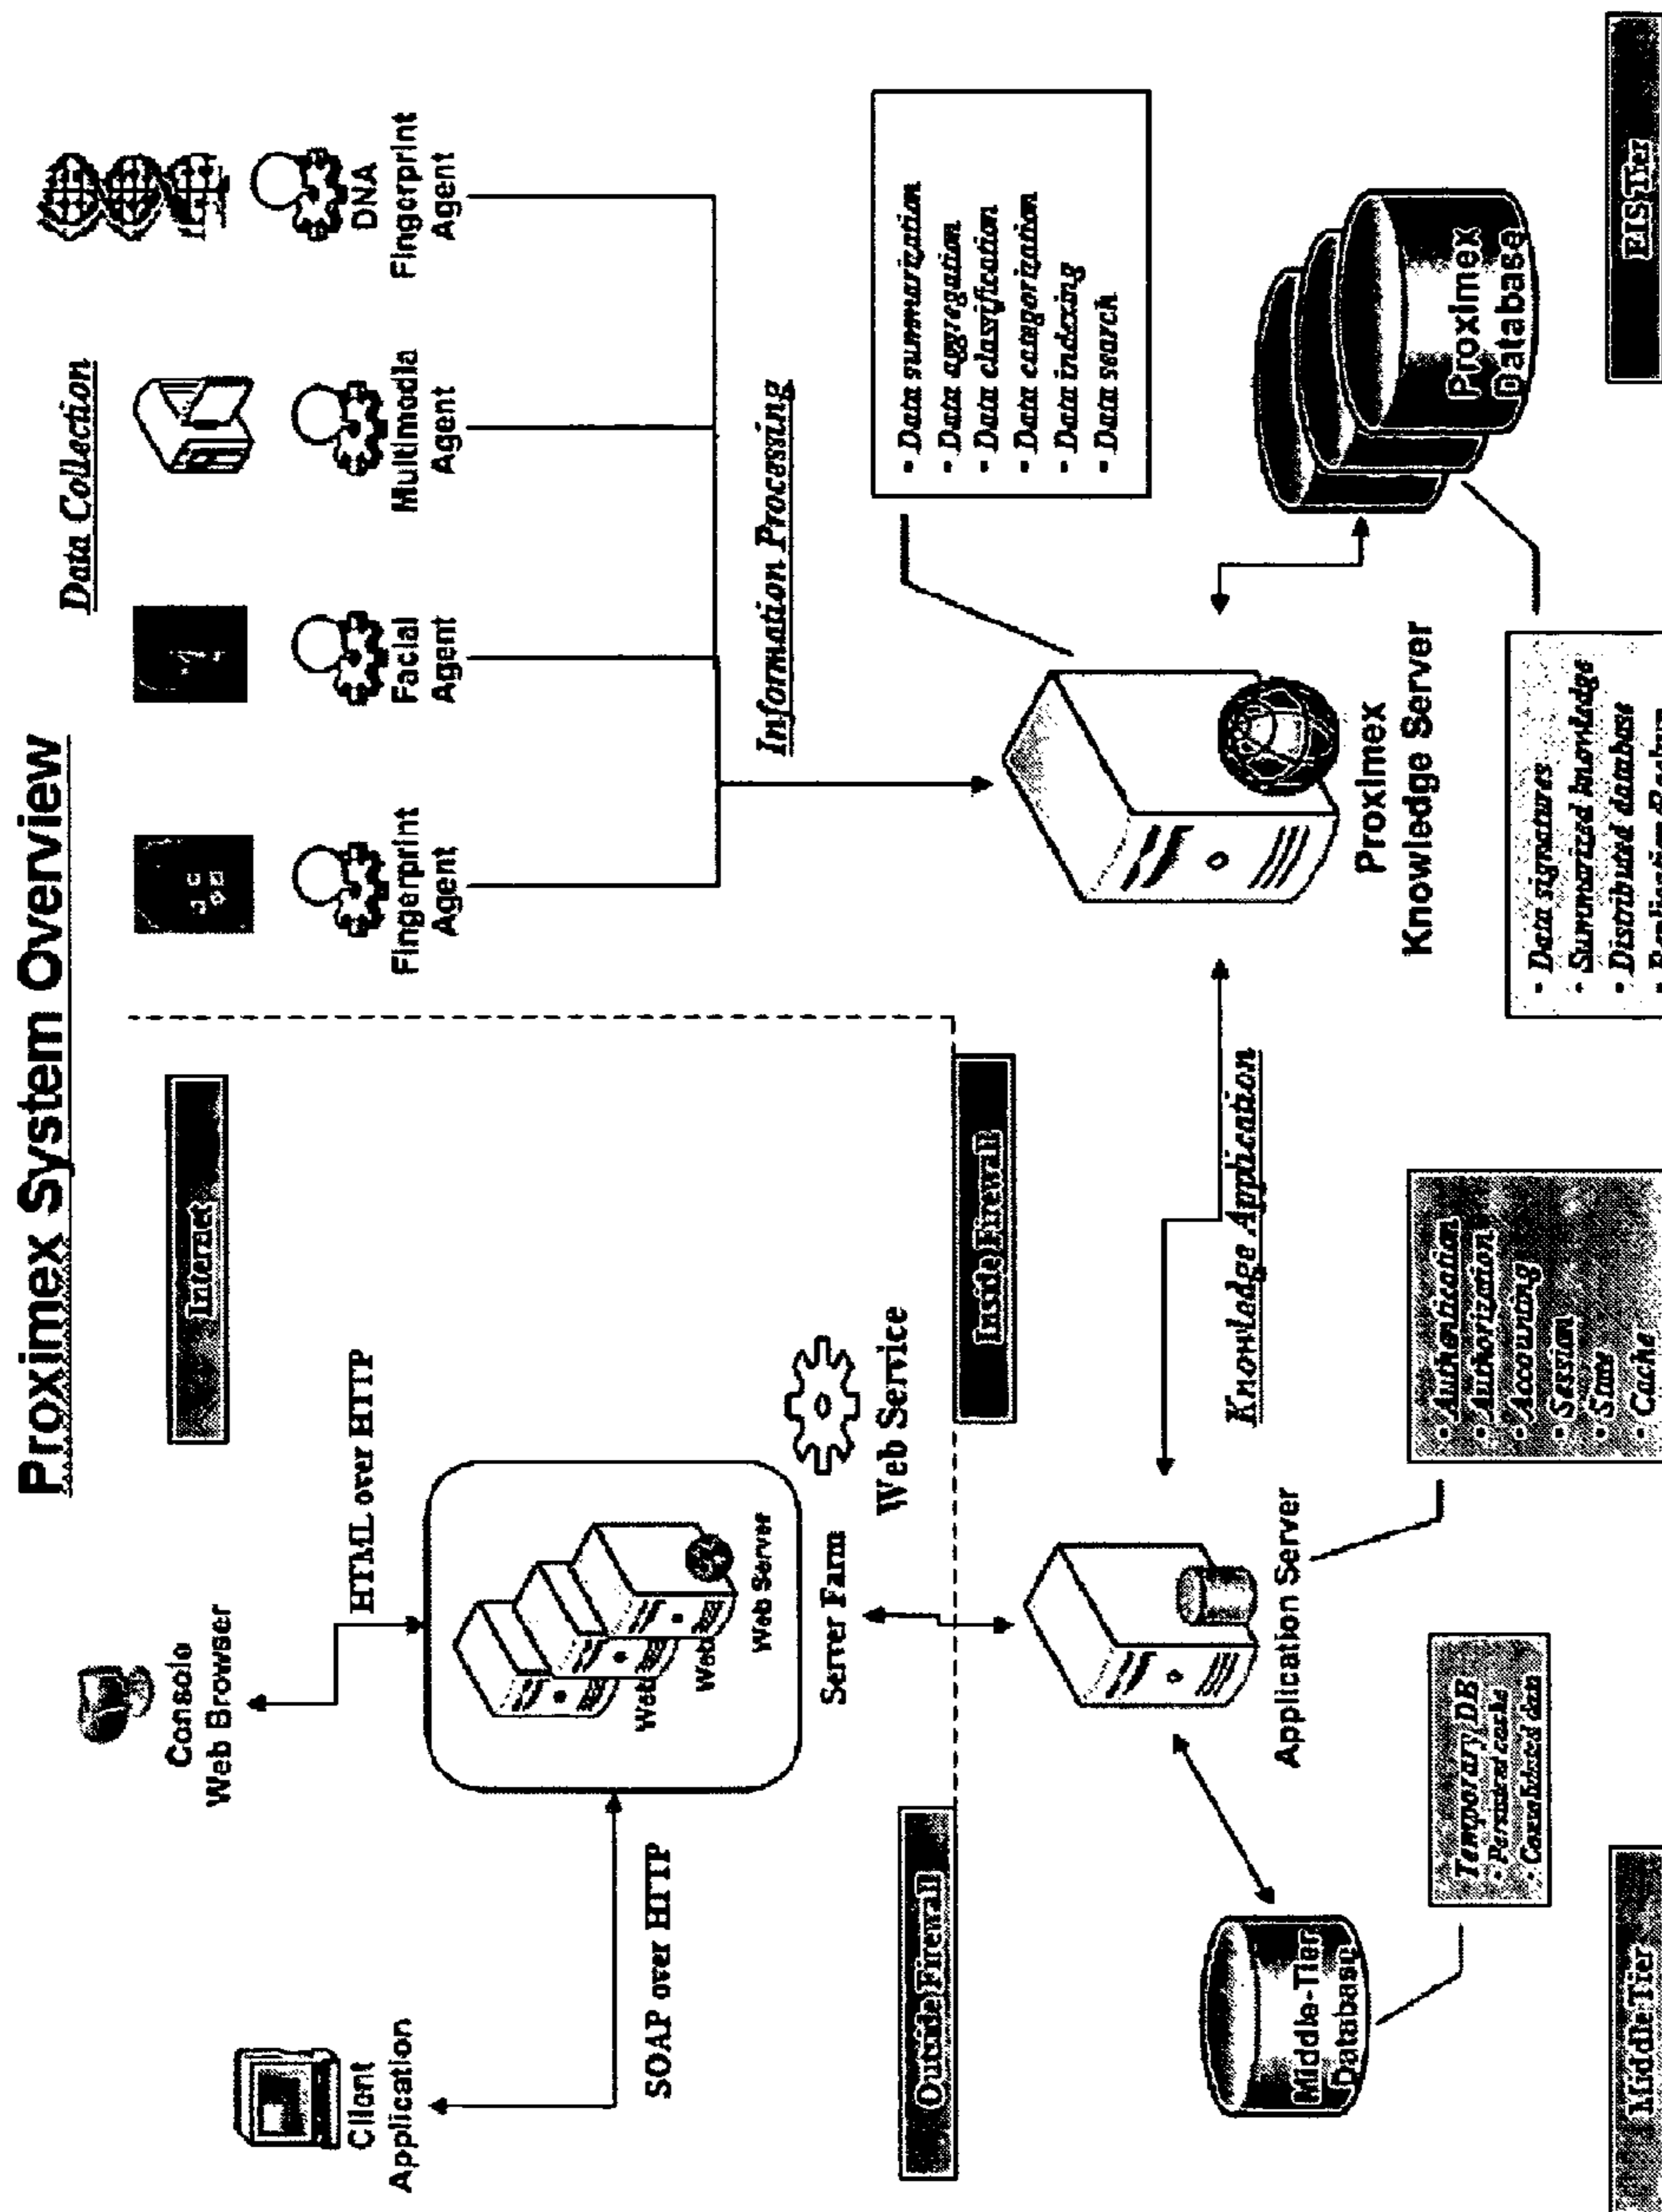 Proximex System Overview
Client
Application
Console
Web Browser
Internet
HTML over HTTP
SOAP over HTTP
Web
Web
Web Server
Server Farm
Web Service
Outside Firewall
Inside Firewall
Data Collection
Fingerprint
Agent
Facial
Agent
Multimedia
Agent
DNA
Fingerprint
Agent
Information Processing
• Data summarization
• Data aggregation
• Data classification
• Data categorization
• Data indexing
• Data search
Middle-Tier
Database
Application Server
Knowledge Application
Proximex
Knowledge Server
Proximex
Database
Temporary DB
• Persistent cache
• Consolidated data
• Authentication
• Authorization
• Accounting
• Session
• State
• Cache
• Data signatures
• Summarized knowledge
• Distributed database
Middle Tier
EIS Tier